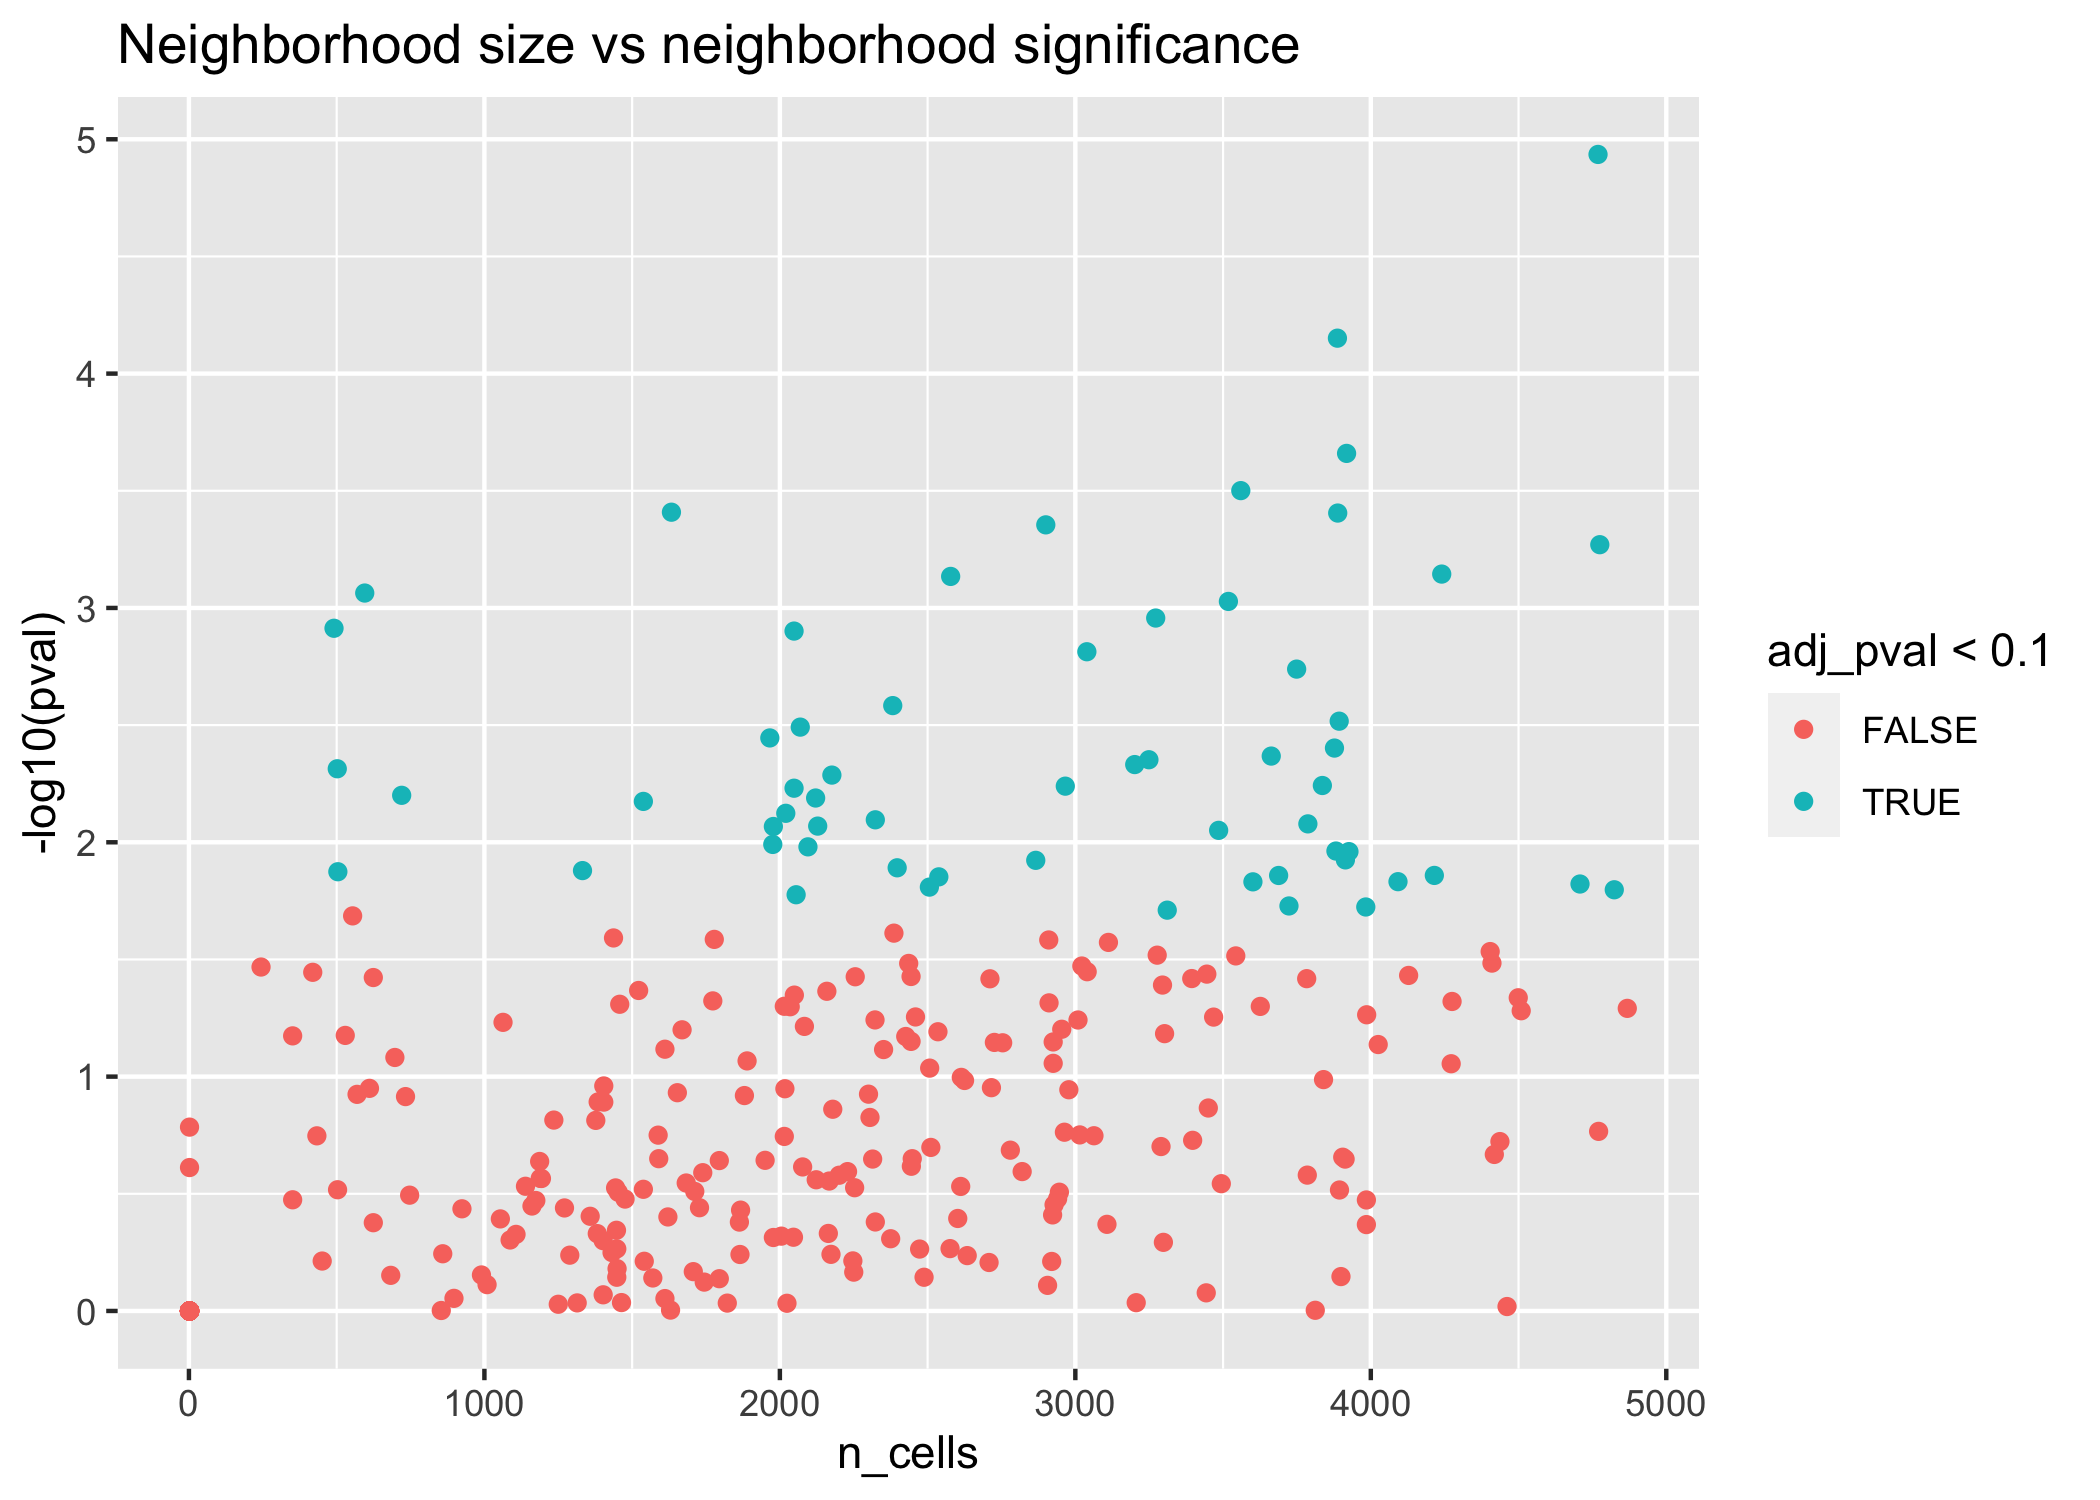 Neighborhood size vs neighborhood significance
5
4
3
2
1
0
-log10(pval)
0 1000 2000 3000 4000 5000
n_cells
adj_pval < 0.1
FALSE
TRUE